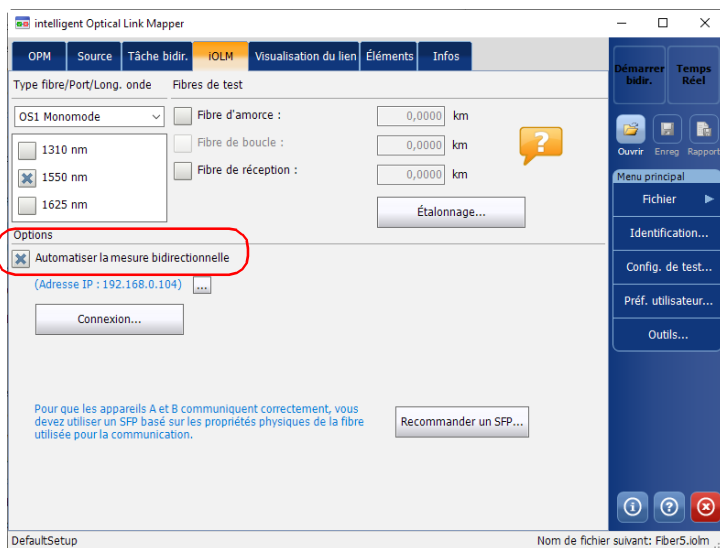 intelligent Optical Link Mapper
OPM Source Tâche bidir. iOLM Visualisation du lien Éléments Infos
Type fibre/Port/Long. onde Fibres de test
OS1 Monomode
1310 nm
1550 nm
1625 nm
Fibre d'amorce : 0,0000 km
Fibre de boucle : 0,0000 km
Fibre de réception : 0,0000 km
?
Étalonnage...
Options
Automatiser la mesure bidirectionnelle
(Adresse IP : 192.168.0.104) ...
Connexion...
Pour que les appareils A et B communiquent correctement, vous
devez utiliser un SFP basé sur les propriétés physiques de la fibre
utilisée pour la communication.
Recommander un SFP...
Démarrer bidir.
Temps Réel
Ouvrir Enreg Rapport
Menu principal
Fichier
Identification...
Config. de test...
Préf. utilisateur...
Outils...
DefaultSetup
Nom de fichier suivant: Fiber5.iolm